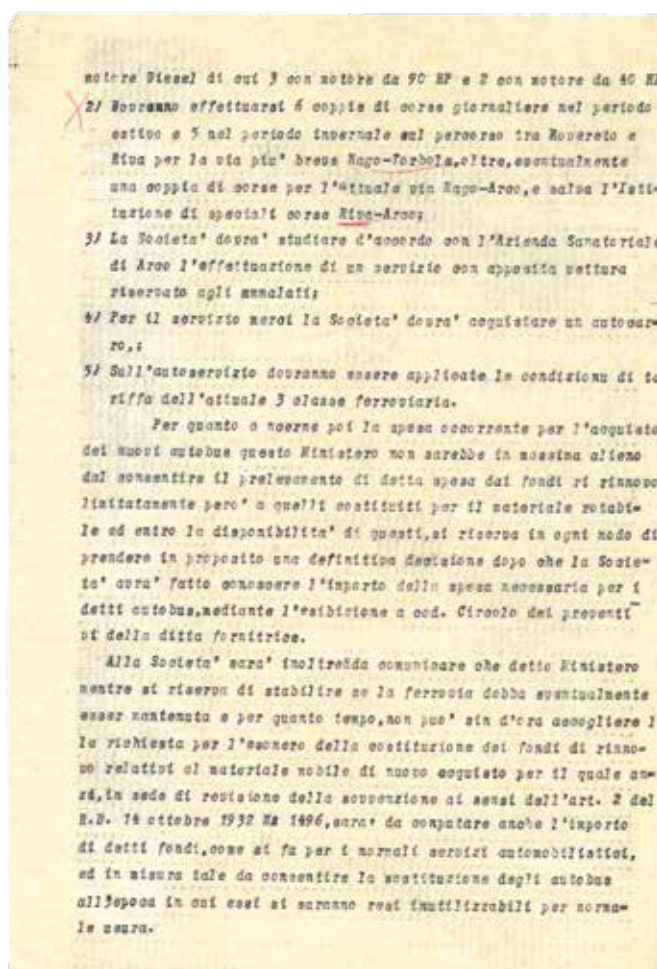 motore Diesel di cui 3 con motore da 90 HP e 2 con motore da 40 HP
2/ Dovranno effettuarsi 6 coppie di corse giornaliere nel periodo
estivo e 5 nel periodo invernale sul percorso tra Rovereto e
Riva per la via piu' breve Nago-Torbole,oltre,eventualmente
una coppia di corse per l'attuale via Nago-Arco,e salva l'Isti-
tuzione di speciali corse Riva-Arco;
3/ La Societa' dovra' studiare d'accordo con l'Azienda Sanatoriale
di Arco l'effettuazione di un servizio con apposita vettura
riservato agli ammalati;
4/ Per il servizio merci la Societa' dovra' acquistare un autocar-
ro,;
5/ Sull'autoservizio dovranno essere applicate le condizionu di ta
riffa dell'attuale 3 classe ferroviaria.
Per quanto o ncerne poi la spesa occorrente per l'acquisto
dei nuovi autobus questo Ministero non sarebbe in massima alieno
dal consentire il prelevamento di detta spesa dai fondi ri rinnovo
limitatamente pero' a quelli costituiti per il materiale rotabi=
le ed entro la disponibilita' di questi,si riserva in ogni modo di
prendere in proposito una definitiva decisione dopo che la Socie=
ta' avra' fatto conoscere l'importo della spesa necessaria per i
detti autobus,mediante l'esibizione a cod. Circolo dei preventi
vi della ditta fornitrice.
Alla Societa' sara' inoltre da comunicare che detto Ministero
mentre si riserva di stabilire se la ferrovia debba eventualmente
esser mantenuta e per quanto tempo,non puo' sin d'ora accogliere l
la richiesta per l'esonero della costituzione dei fondi di rinno=
vo relativi al materiale mobile di nuovo acquisto per il quale an=
zi,in sede di revisione della sovvenzione ai sensi dell'art. 2 del
R.D. 14 ottobre 1932 Nº 1496,sara' da computare anche l'importo
di detti fondi,come si fa per i normali servizi automobilistici,
ed in misura tale da consentire la sostituzione degli autobus
all'epoca in cui essi si saranno resi inutilizzabili per norma=
le usura.